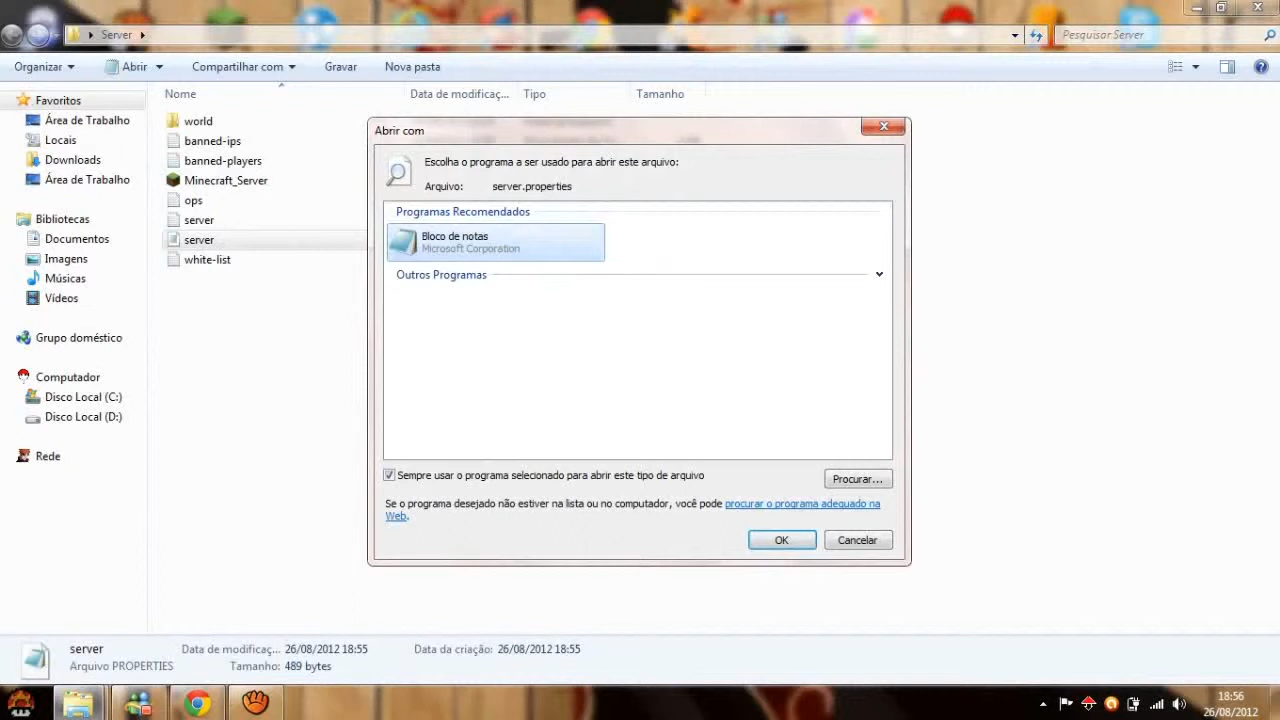 Server
Pesquisar Server
Organizar
Abrir
Compartilhar com
Gravar
Nova pasta
Favoritos
Área de Trabalho
Locais
Downloads
Área de Trabalho
Bibliotecas
Documentos
Imagens
Músicas
Vídeos
Grupo doméstico
Computador
Disco Local (C:)
Disco Local (D:)
Rede
Nome
Data de modificaç...
Tipo
Tamanho
world
banned-ips
banned-players
Minecraft_Server
ops
server
server
white-list
Abrir com
Escolha o programa a ser usado para abrir este arquivo:
Arquivo: server.properties
Programas Recomendados
Bloco de notas
Microsoft Corporation
Outros Programas
Sempre usar o programa selecionado para abrir este tipo de arquivo
Procurar...
Se o programa desejado não estiver na lista ou no computador, você pode procurar o programa adequado na
Web.
OK
Cancelar
server
Data de modificaç... 26/08/2012 18:55
Data da criação: 26/08/2012 18:55
Arquivo PROPERTIES
Tamanho: 489 bytes
18:56
26/08/2012